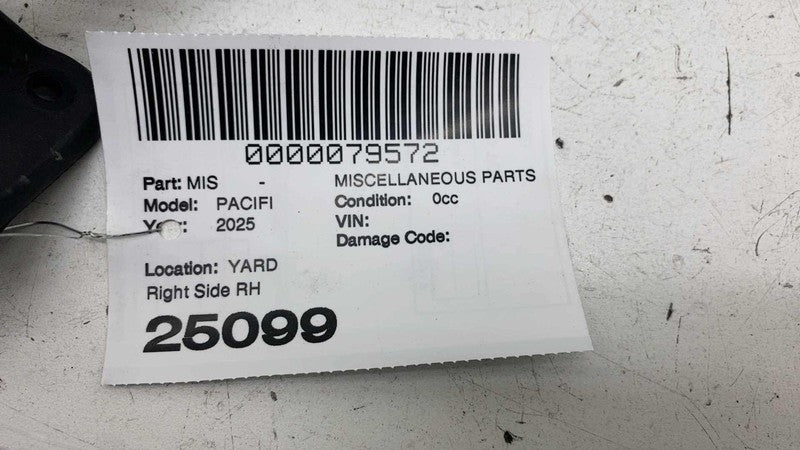 0000079572
Part: MIS - MISCELLANEOUS PARTS
Model: PACIFI Condition: 0cc
Year: 2025 VIN:
Damage Code:
Location: YARD
Right Side RH
25099